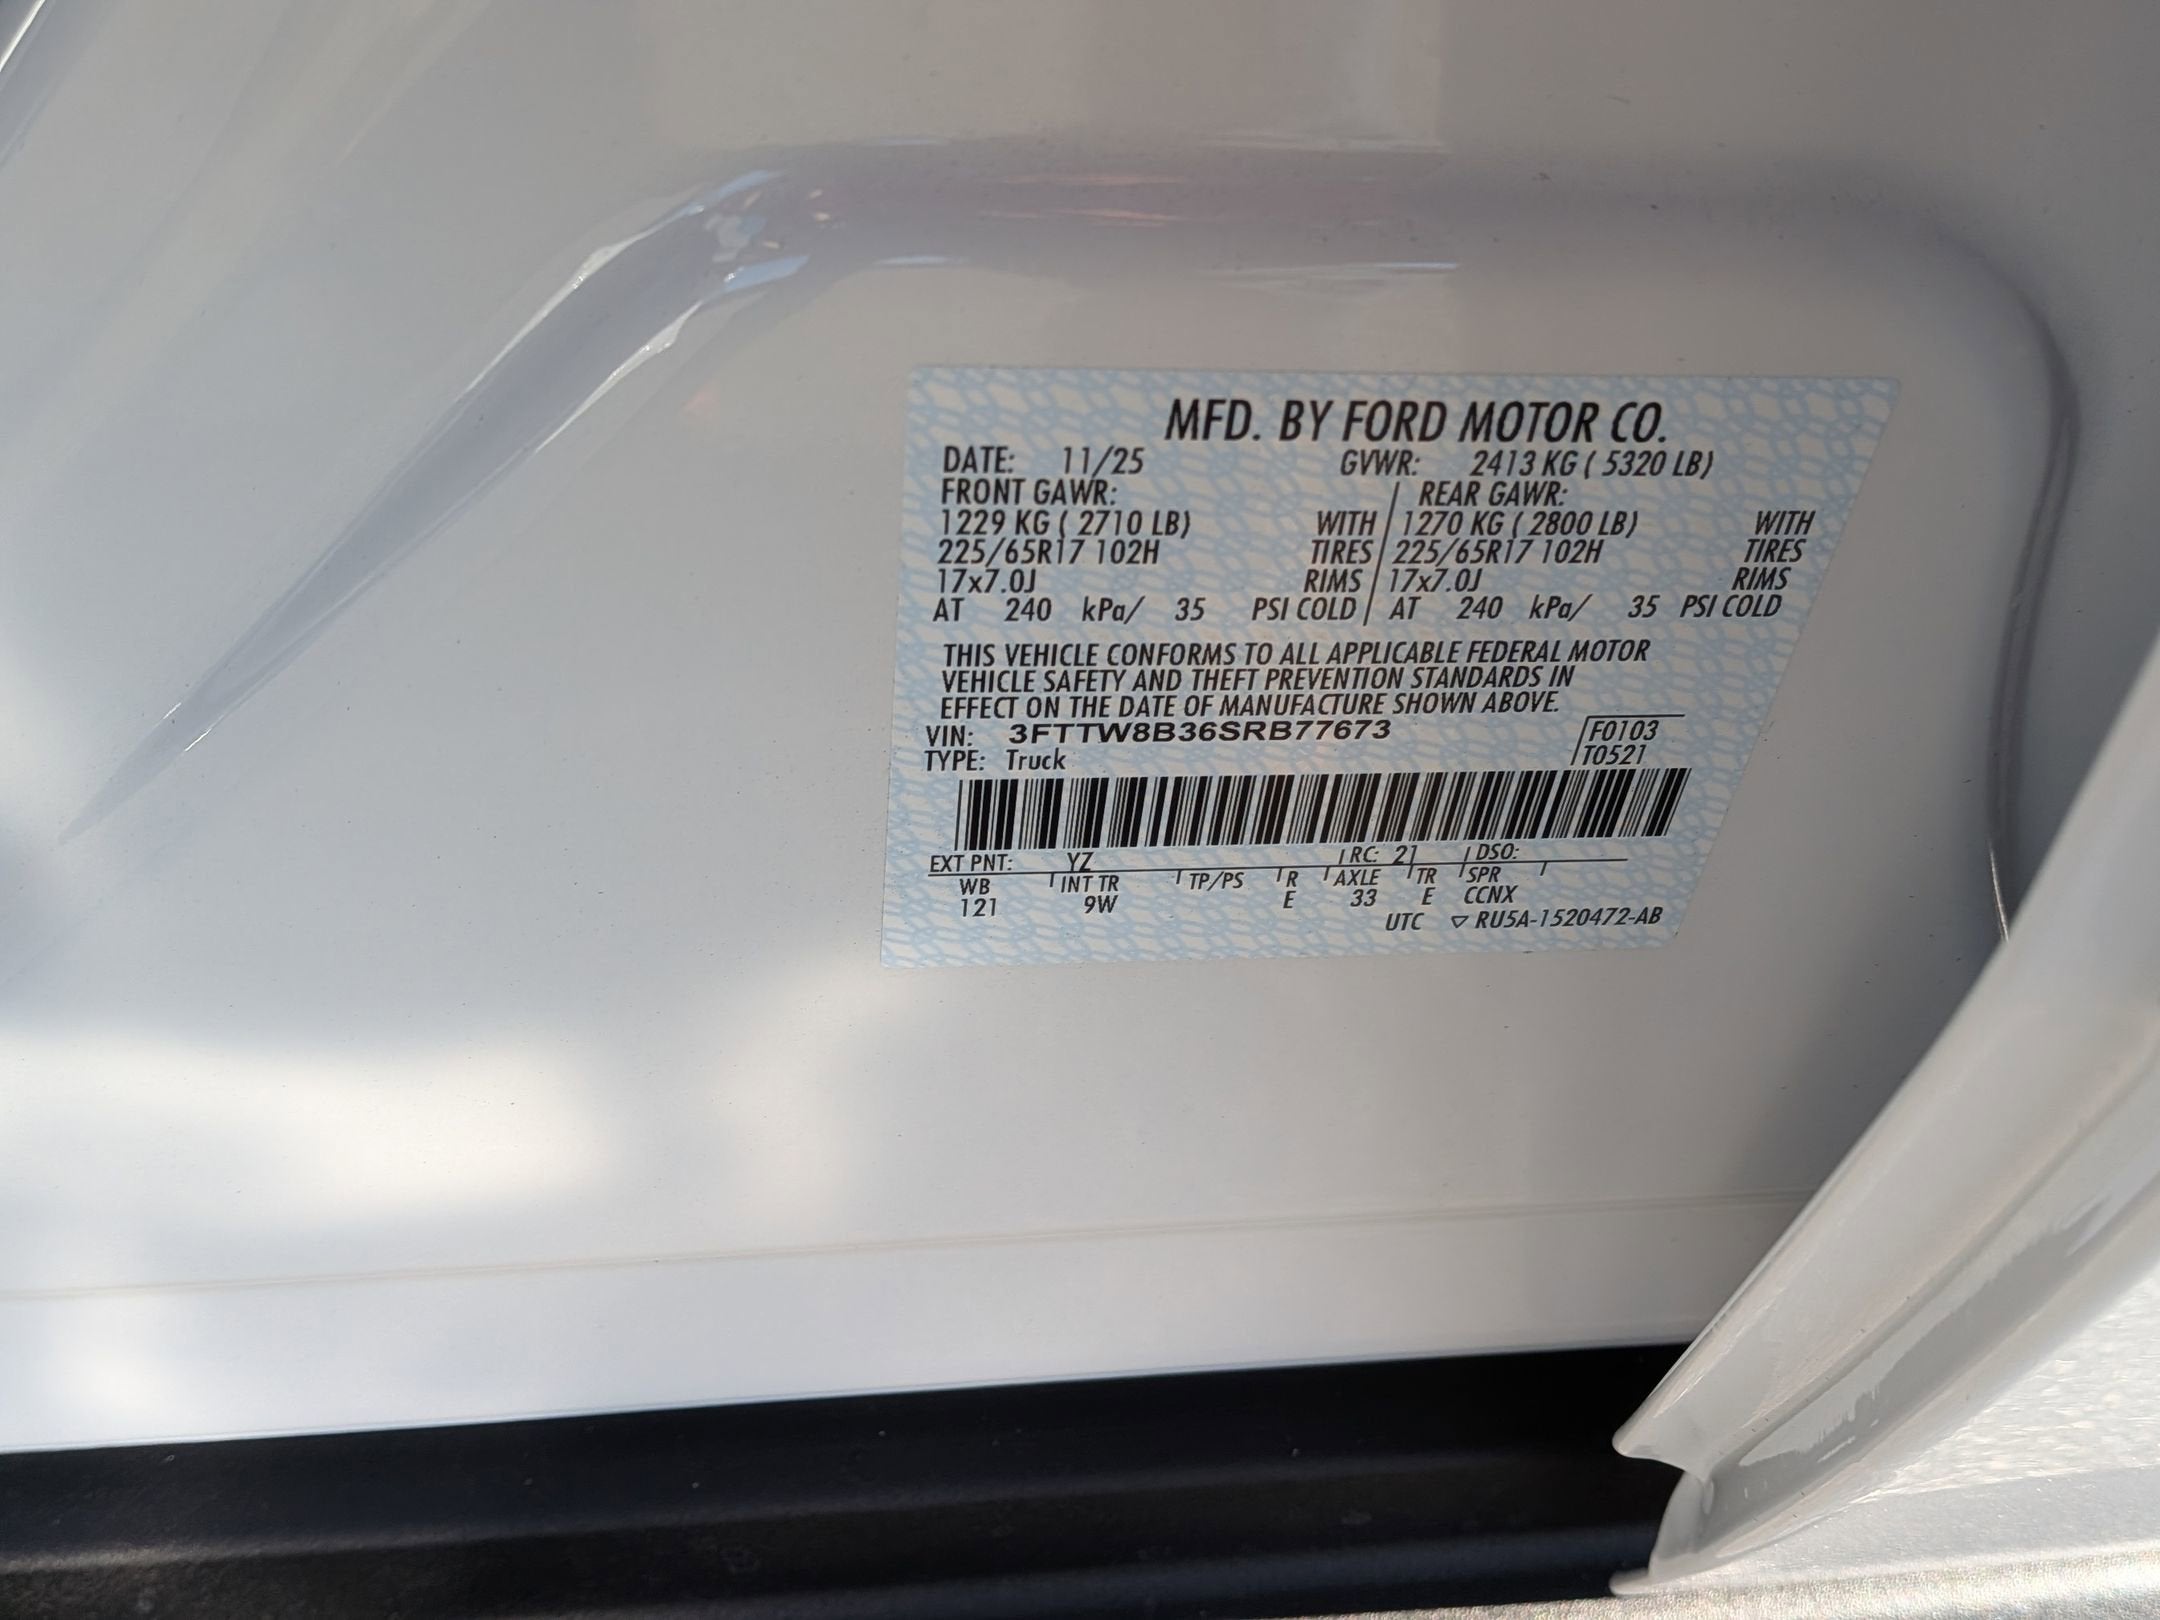 MFD. BY FORD MOTOR CO.
DATE: 11/25 GVWR: 2413 KG ( 5320 LB)
FRONT GAWR: REAR GAWR:
1229 KG ( 2710 LB) WITH 1270 KG ( 2800 LB) WITH
225/65R17 102H TIRES 225/65R17 102H TIRES
17x7.0J RIMS 17x7.0J RIMS
AT 240 kPa/ 35 PSI COLD AT 240 kPa/ 35 PSI COLD
THIS VEHICLE CONFORMS TO ALL APPLICABLE FEDERAL MOTOR
VEHICLE SAFETY AND THEFT PREVENTION STANDARDS IN
EFFECT ON THE DATE OF MANUFACTURE SHOWN ABOVE.
VIN: 3FTTW8B36SRB77673 F0103
TYPE: Truck T0521
EXT PNT: YZ RC: 21 DSO:
WB INT TR TP/PS R AXLE TR SPR
121 9W E 33 E CCNX
UTC ▽ RU5A-1520472-AB